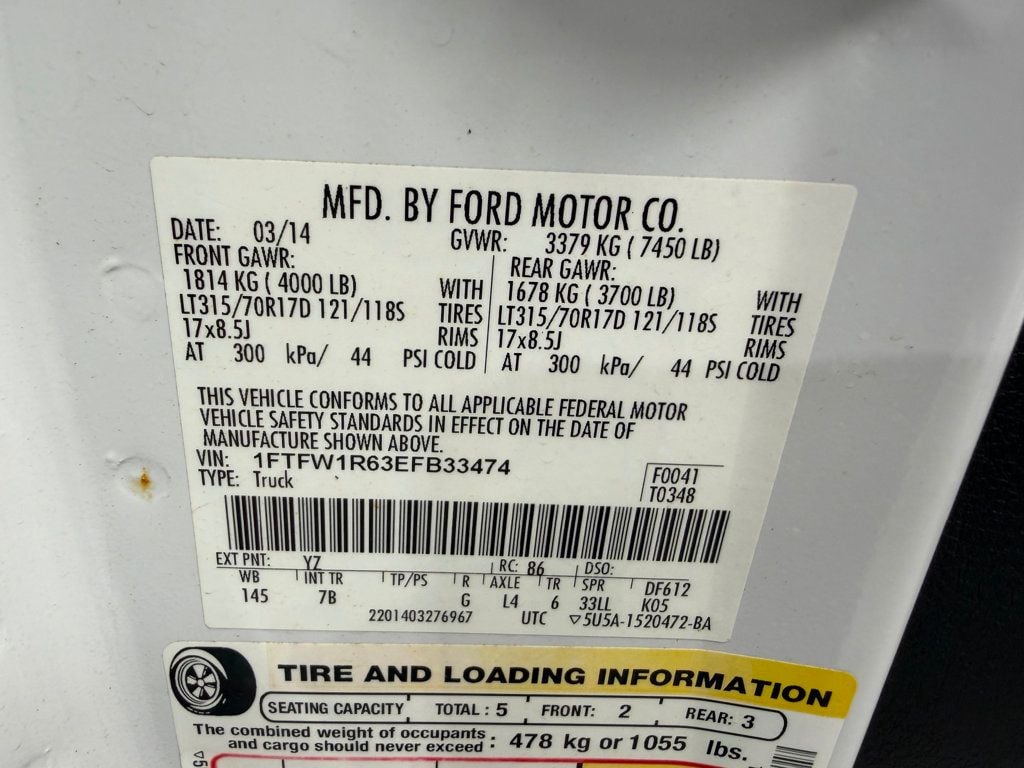 MFD. BY FORD MOTOR CO.
DATE: 03/14 GVWR: 3379 KG ( 7450 LB)
FRONT GAWR: REAR GAWR:
1814 KG ( 4000 LB) WITH 1678 KG ( 3700 LB) WITH
LT315/70R17D 121/118S TIRES LT315/70R17D 121/118S TIRES
17x8.5J RIMS 17x8.5J RIMS
AT 300 kPa/ 44 PSI COLD AT 300 kPa/ 44 PSI COLD
THIS VEHICLE CONFORMS TO ALL APPLICABLE FEDERAL MOTOR
VEHICLE SAFETY STANDARDS IN EFFECT ON THE DATE OF
MANUFACTURE SHOWN ABOVE.
VIN: 1FTFW1R63EFB33474 F0041
TYPE: Truck T0348
EXT PNT: YZ RC: 86 DSO:
WB INT TR TP/PS R AXLE TR SPR DF612
145 7B G L4 6 33LL K05
2201403276967 UTC ▽5U5A-1520472-BA
TIRE AND LOADING INFORMATION
SEATING CAPACITY TOTAL : 5 FRONT: 2 REAR: 3
The combined weight of occupants
and cargo should never exceed : 478 kg or 1055 lbs.